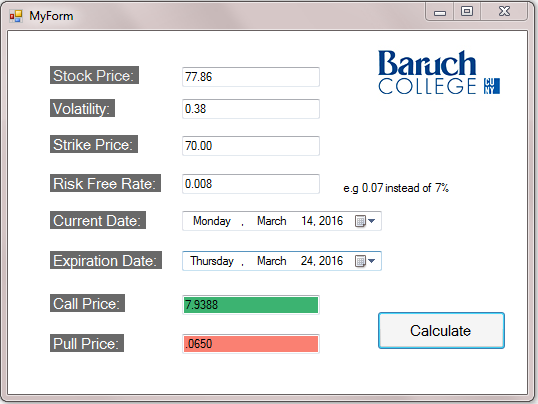 MyForm
Baruch
COLLEGE CU NY
Stock Price: 77.86
Volatility: 0.38
Strike Price: 70.00
Risk Free Rate: 0.008 e.g 0.07 instead of 7%
Current Date: Monday , March 14, 2016
Expiration Date: Thursday , March 24, 2016
Call Price: 7.9388
Calculate
Pull Price: .0650